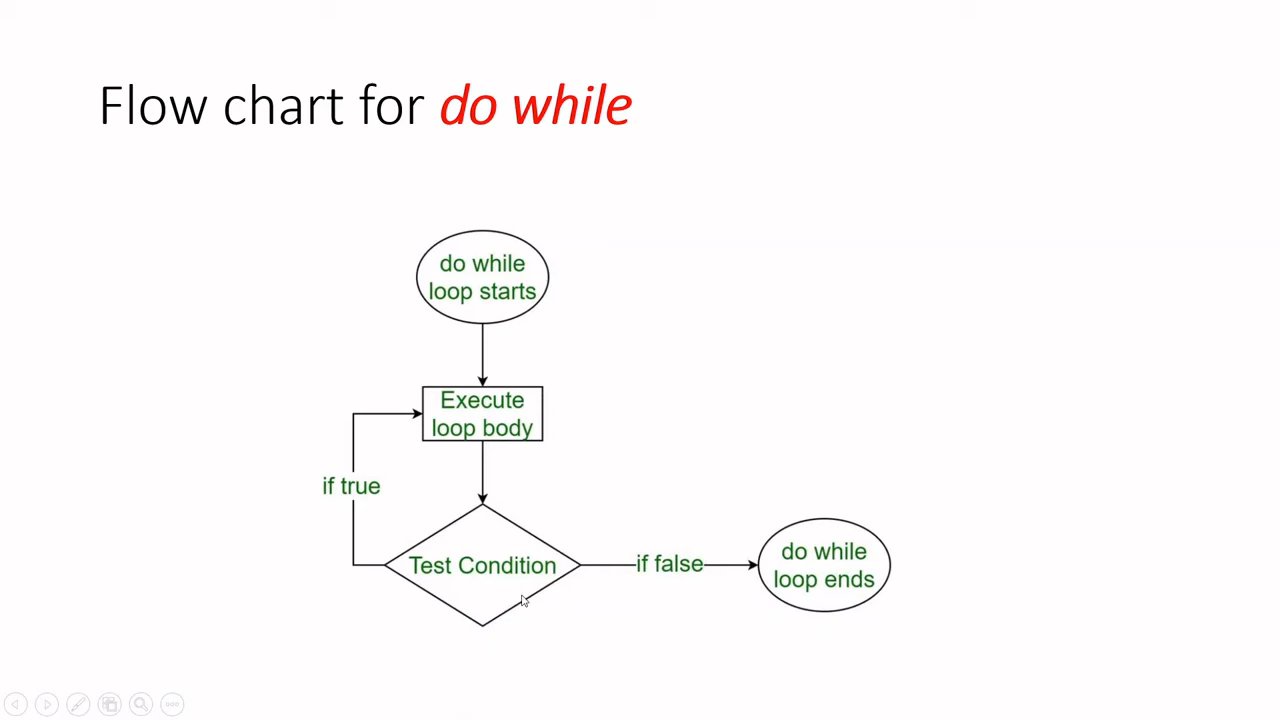 Flow chart for do while
do while
loop starts
Execute
loop body
if true
Test Condition
if false
do while
loop ends